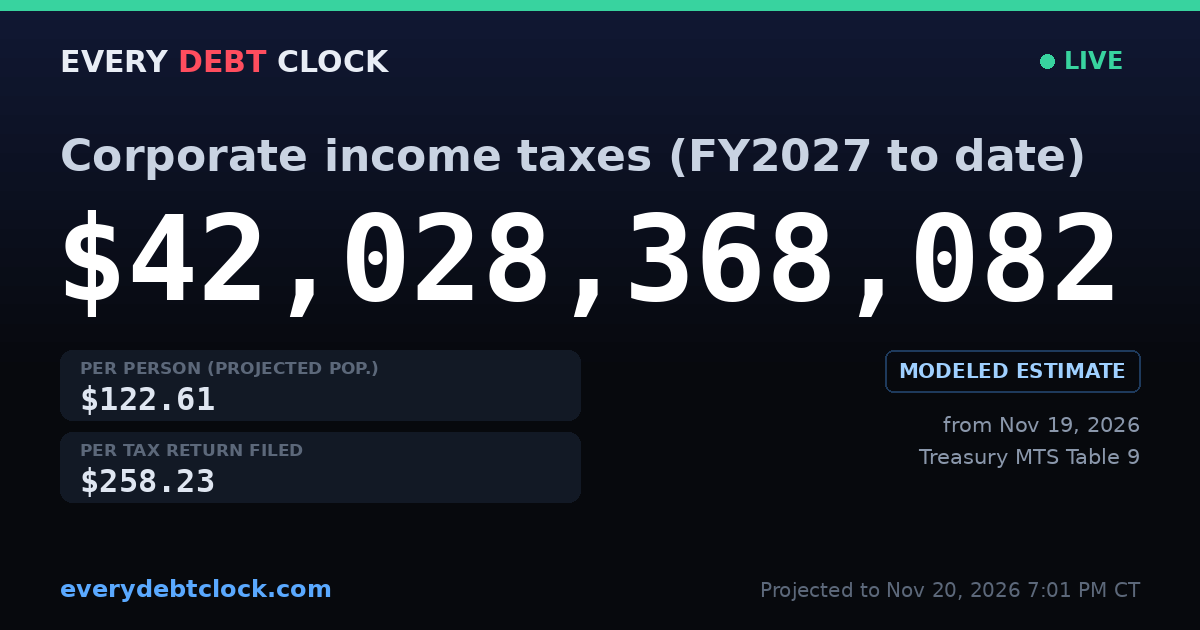 EVERY DEBT CLOCK
LIVE
Corporate income taxes (FY2027 to date)
$42,028,368,082
PER PERSON (PROJECTED POP.)
$122.61
PER TAX RETURN FILED
$258.23
MODELED ESTIMATE
from Nov 19, 2026
Treasury MTS Table 9
everydebtclock.com
Projected to Nov 20, 2026 7:01 PM CT